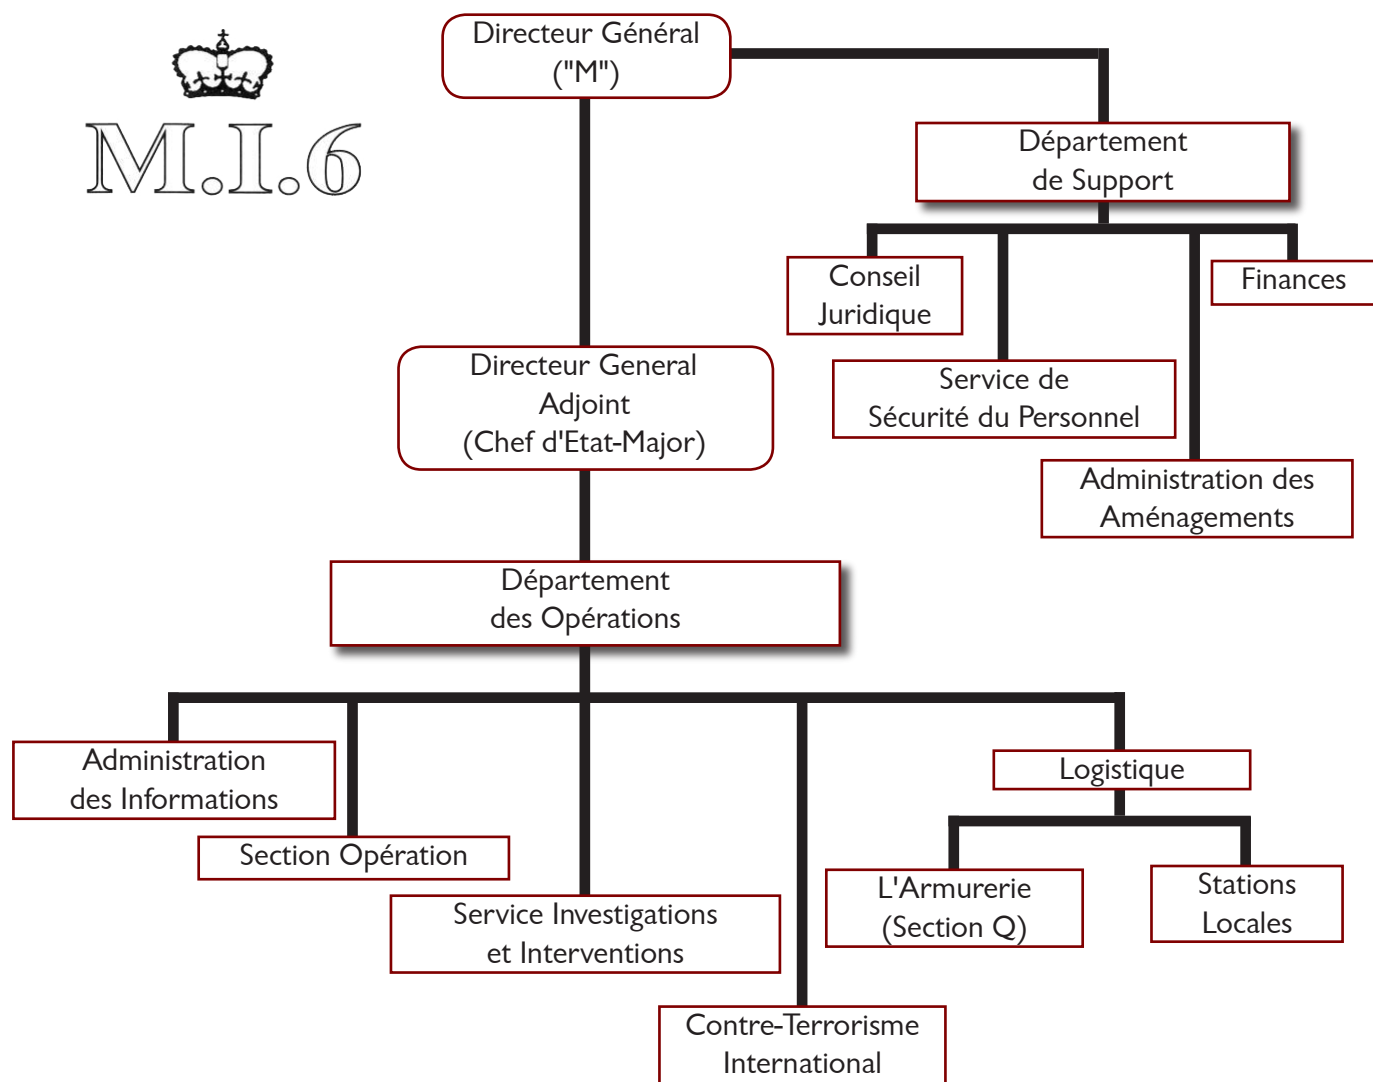 M.I.6
Directeur Général
("M")
Département
de Support
Conseil
Juridique
Finances
Service de
Sécurité du Personnel
Administration des
Aménagements
Directeur General
Adjoint
(Chef d'Etat-Major)
Département
des Opérations
Administration
des Informations
Section Opération
Service Investigations
et Interventions
Contre-Terrorisme
International
Logistique
L'Armurerie
(Section Q)
Stations
Locales